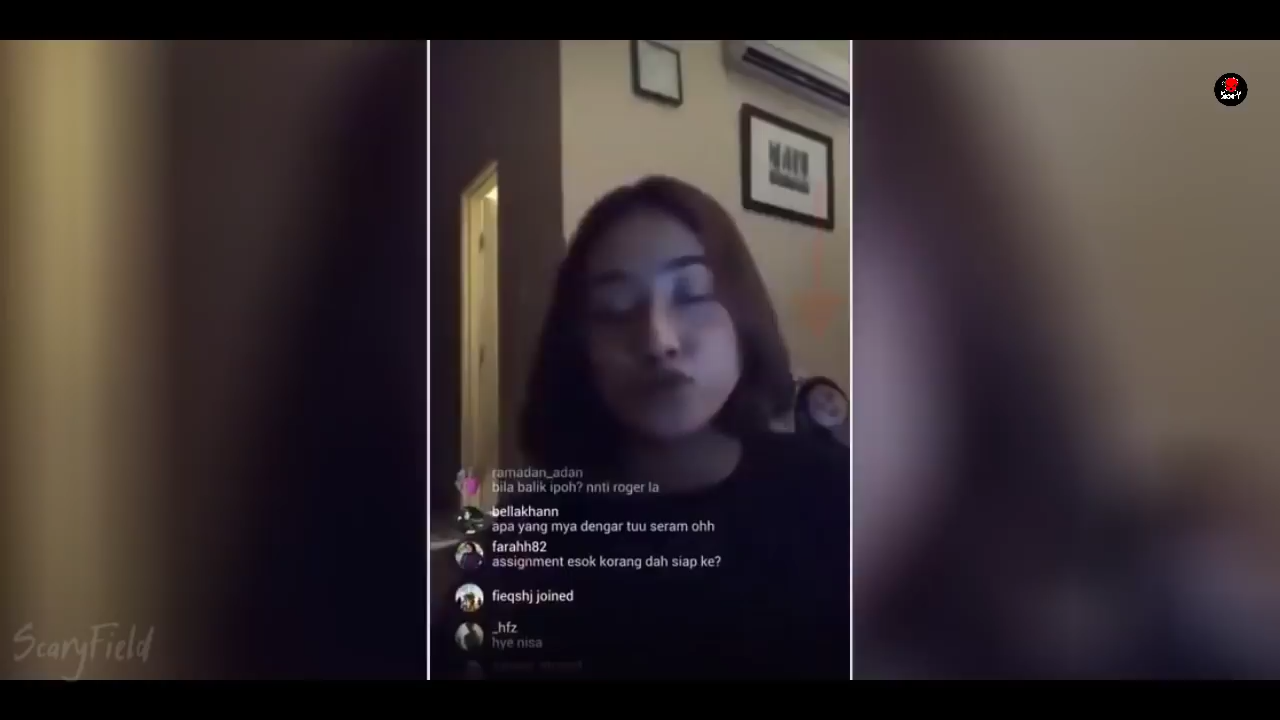 ramadan_adan
bila balik ipoh? nnti roger la
bellakhann
apa yang mya dengar tuu seram ohh
farahh82
assignment esok korang dah siap ke?
fieqshj joined
_hfz
hye nisa
ScaryField